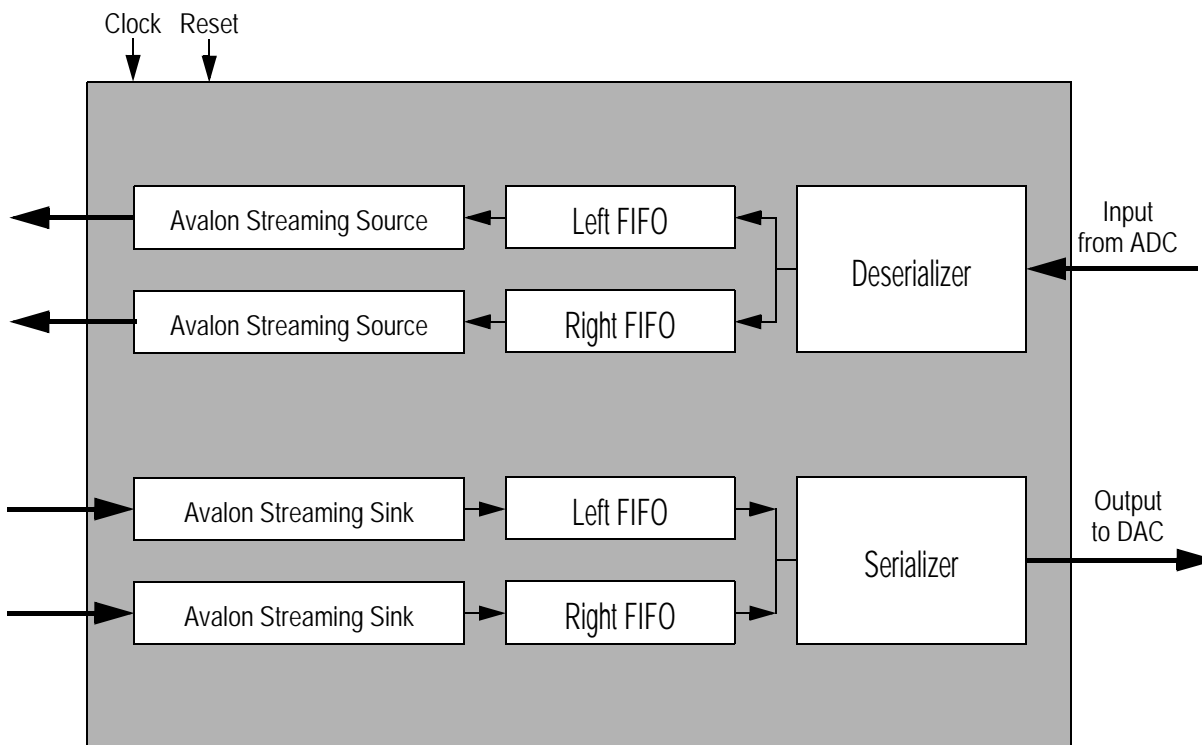 Clock Reset
Avalon Streaming Source
Left FIFO
Deserializer
Input
from ADC
Avalon Streaming Source
Right FIFO
Avalon Streaming Sink
Left FIFO
Serializer
Output
to DAC
Avalon Streaming Sink
Right FIFO